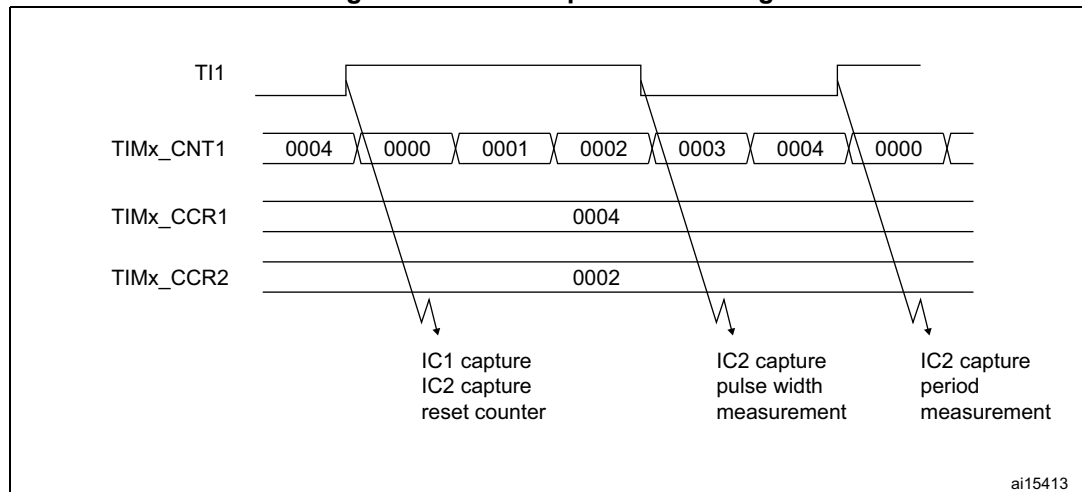 TI1
TIMx_CNT1 0004 0000 0001 0002 0003 0004 0000
TIMx_CCR1 0004
TIMx_CCR2 0002
IC1 capture
IC2 capture
reset counter
IC2 capture
pulse width
measurement
IC2 capture
period
measurement
ai15413